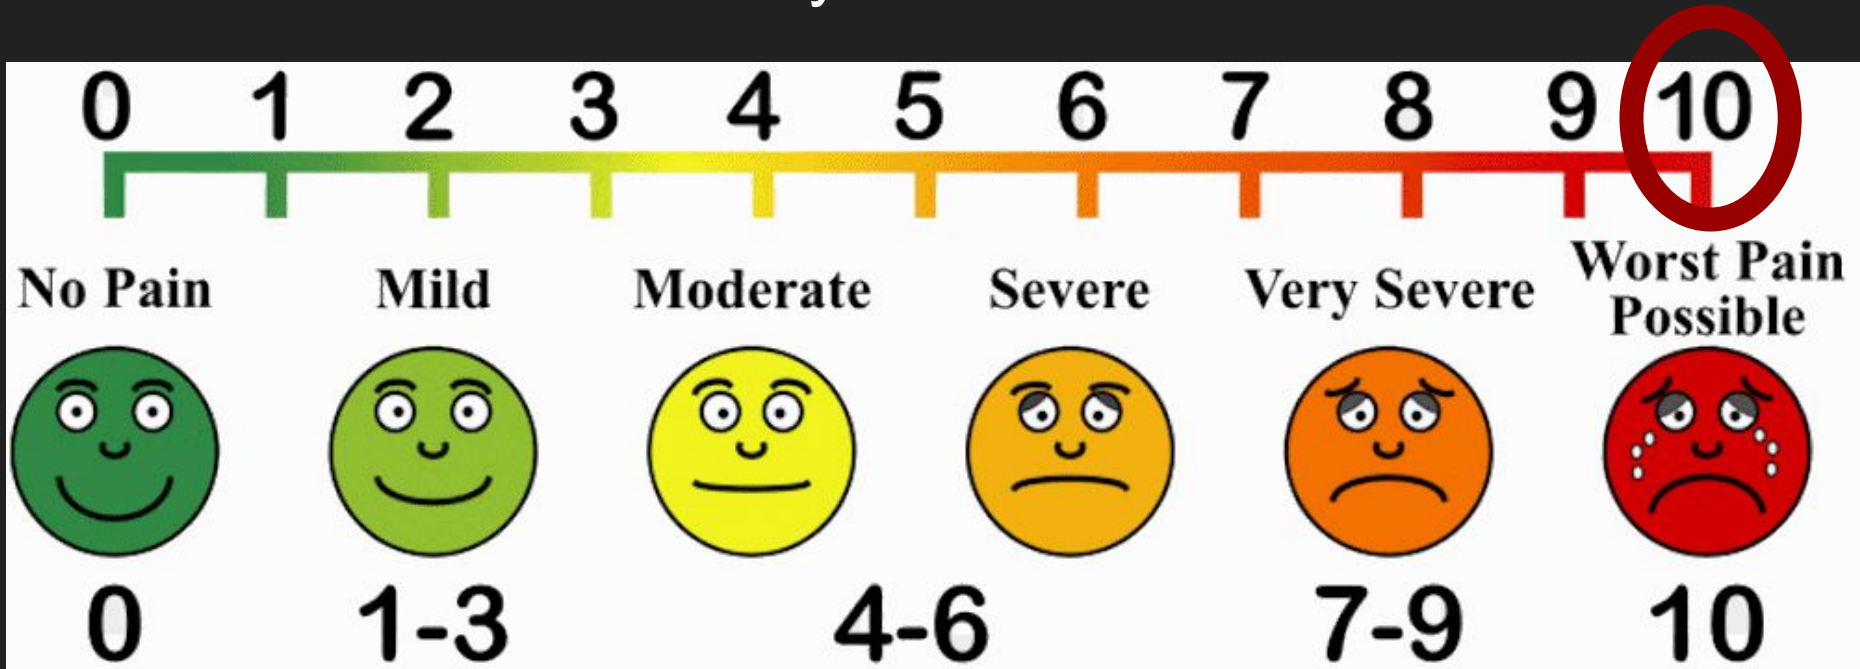 0 1 2 3 4 5 6 7 8 9 10
No Pain Mild Moderate Severe Very Severe Worst Pain Possible
0 1-3 4-6 7-9 10